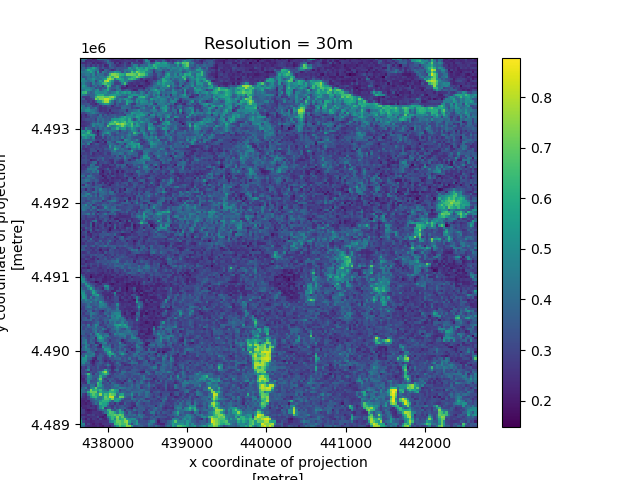 Resolution = 30m
1e6
4.493
4.492
4.491
4.490
4.489
y coordinate of projection
[metre]
438000 439000 440000 441000 442000
x coordinate of projection
[metre]
0.8
0.7
0.6
0.5
0.4
0.3
0.2